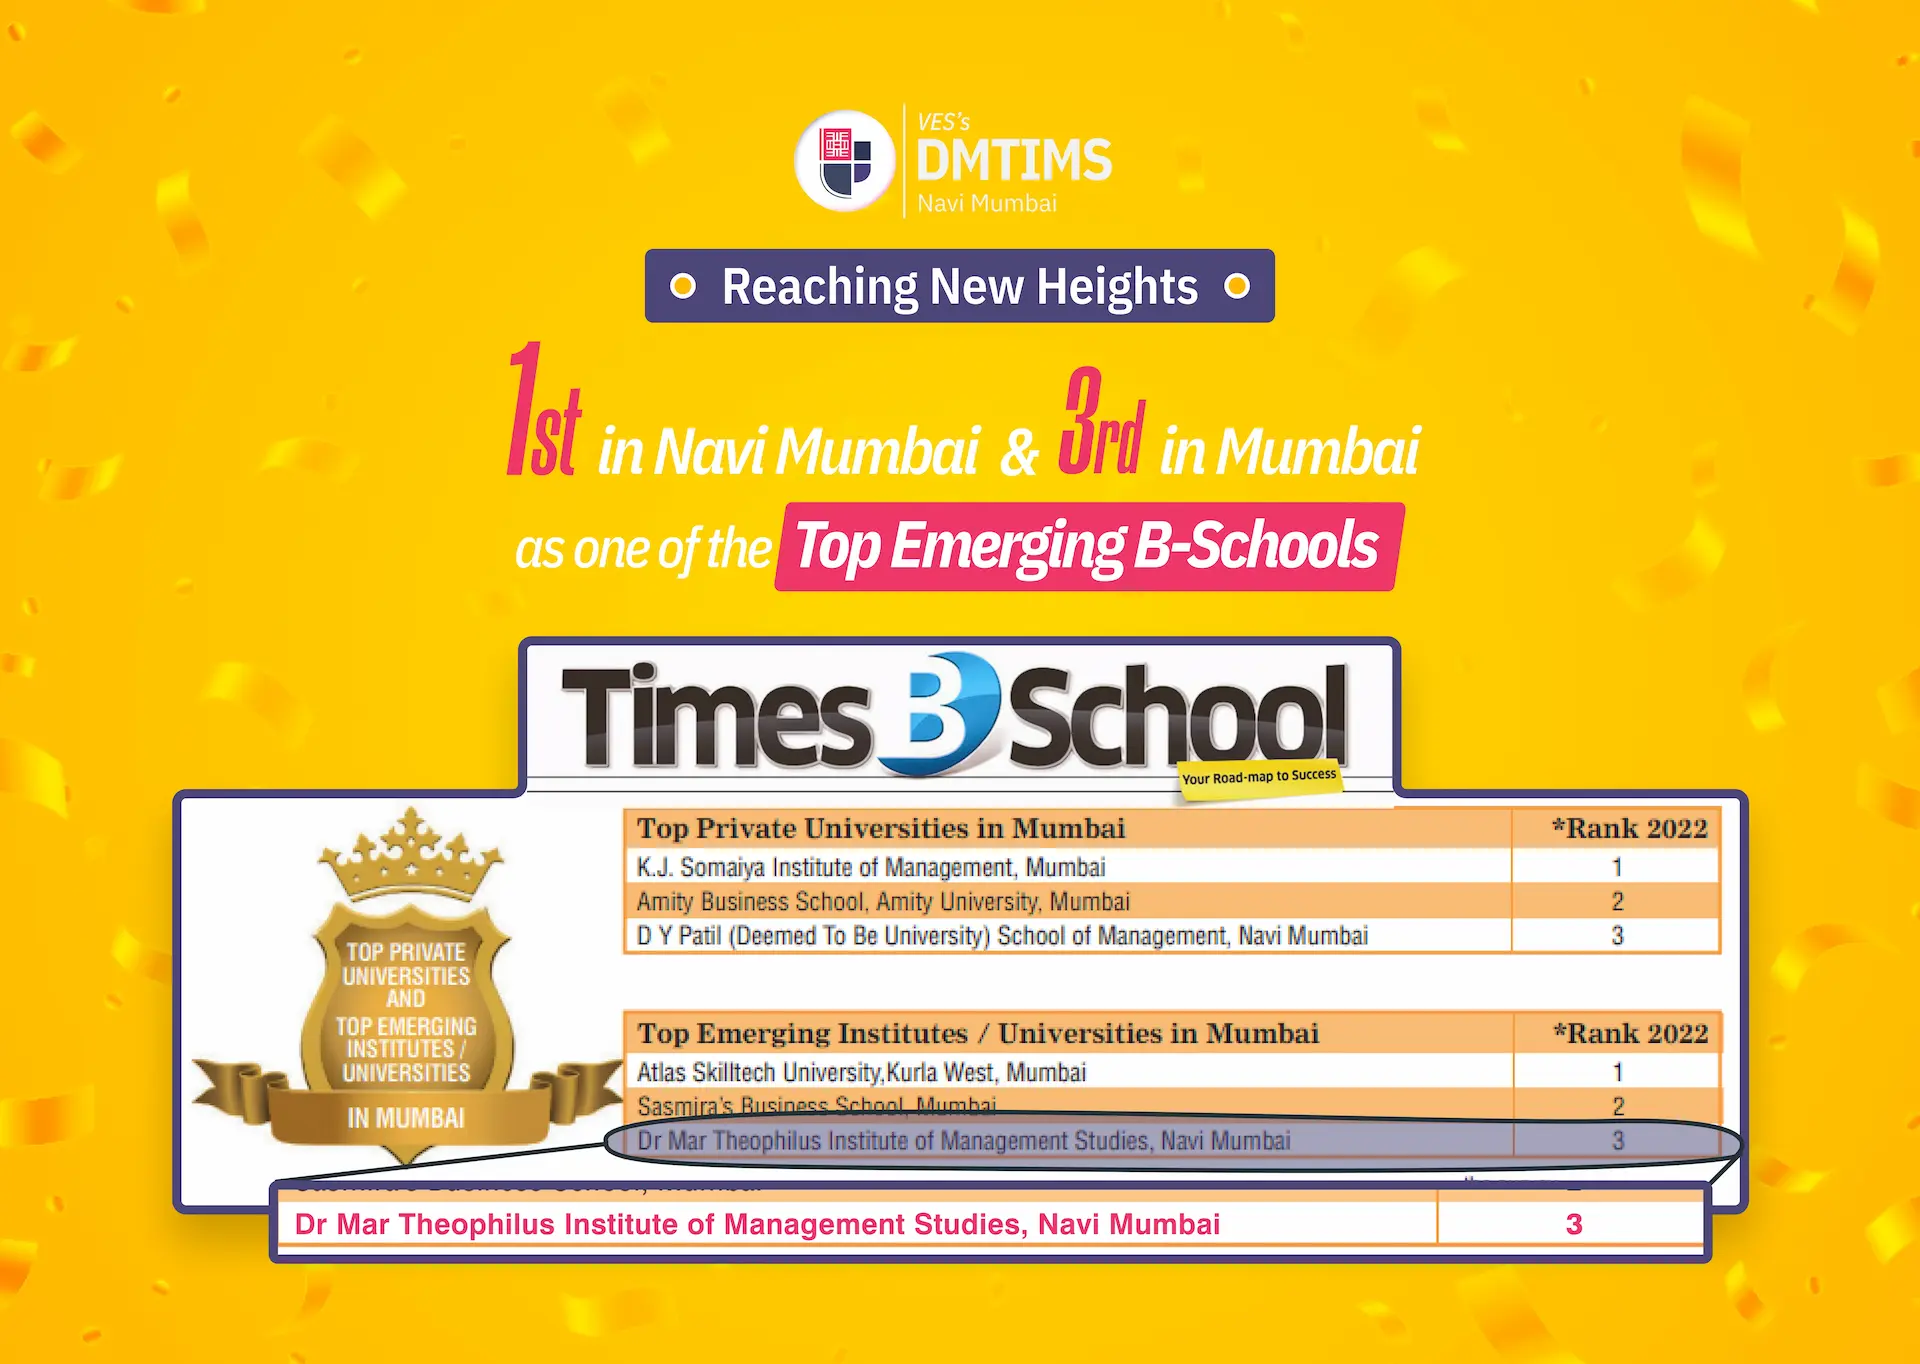 VES's
DMTIMS
Navi Mumbai
Reaching New Heights
1st in Navi Mumbai & 3rd in Mumbai
as one of the Top Emerging B-Schools
Times B School
Your Road-map to Success
TOP PRIVATE
UNIVERSITIES
AND
TOP EMERGING
INSTITUTES /
UNIVERSITIES
IN MUMBAI
Top Private Universities in Mumbai *Rank 2022
K.J. Somaiya Institute of Management, Mumbai 1
Amity Business School, Amity University, Mumbai 2
D Y Patil (Deemed To Be University) School of Management, Navi Mumbai 3
Top Emerging Institutes / Universities in Mumbai *Rank 2022
Atlas Skilltech University,Kurla West, Mumbai 1
Sasmira's Business School, Mumbai 2
Dr Mar Theophilus Institute of Management Studies, Navi Mumbai 3
Dr Mar Theophilus Institute of Management Studies, Navi Mumbai 3